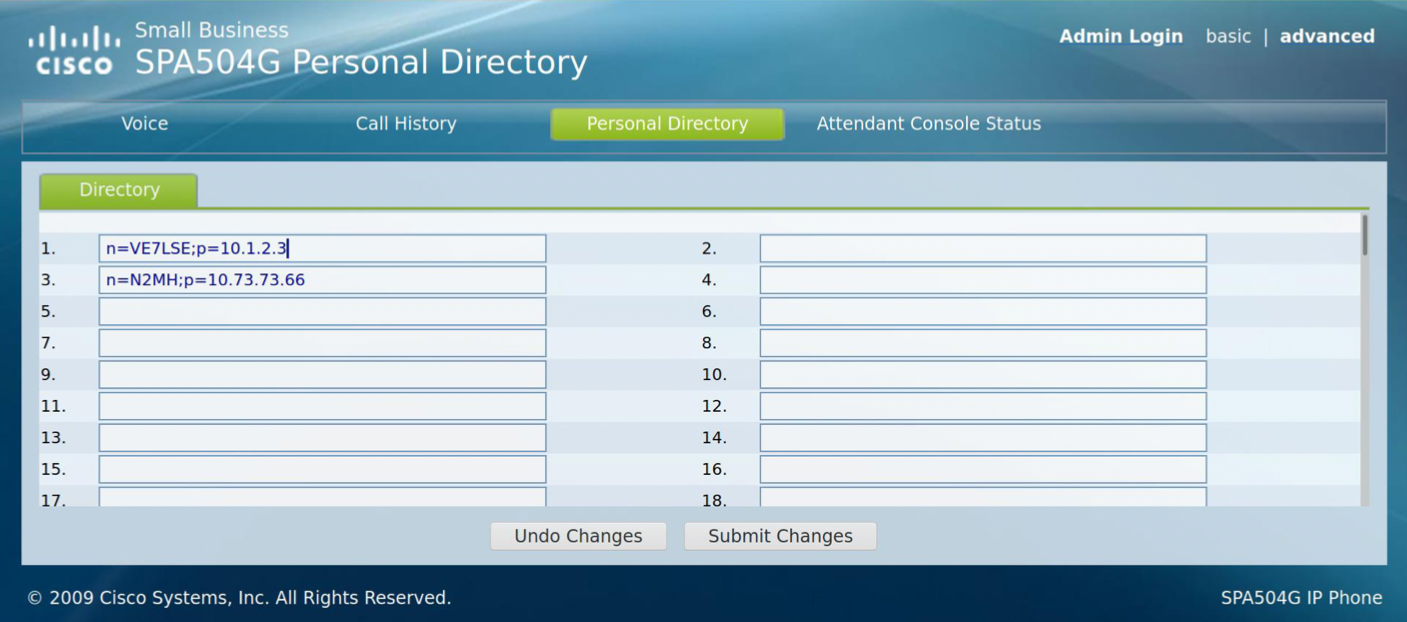 Small Business
CISCO SPA504G Personal Directory
Admin Login basic | advanced
Voice Call History Personal Directory Attendant Console Status
Directory
1. n=VE7LSE;p=10.1.2.3 2.
3. n=N2MH;p=10.73.73.66 4.
5. 6.
7. 8.
9. 10.
11. 12.
13. 14.
15. 16.
17. 18.
Undo Changes Submit Changes
© 2009 Cisco Systems, Inc. All Rights Reserved. SPA504G IP Phone